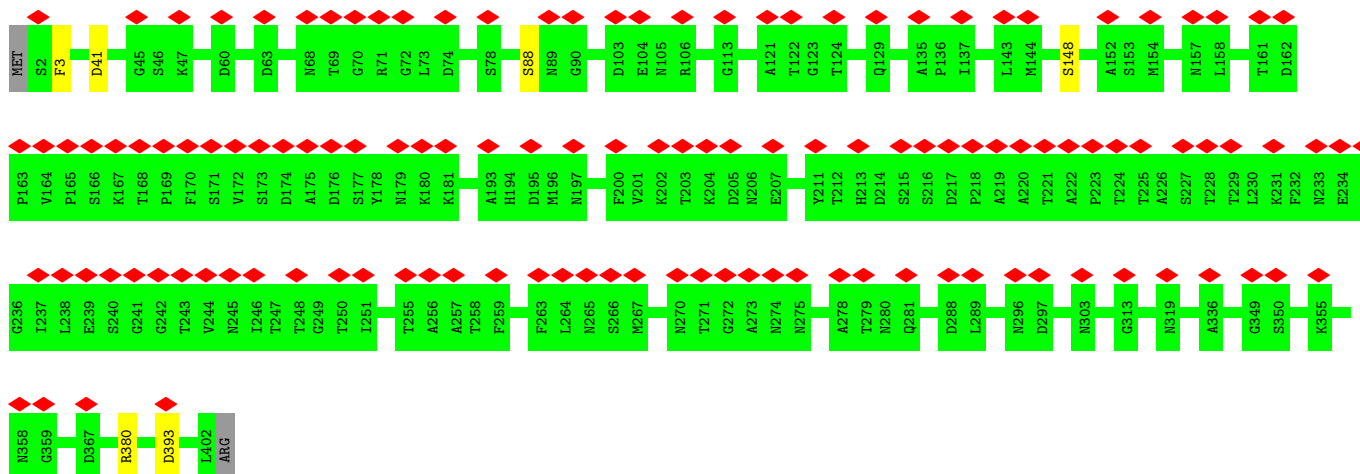 MET S2 F3 D41 G45 S46 K47 D60 D63 N68 T69 G70 R71 G72 L73 D74 S78 S88 N89 G90 D103 E104 N105 R106 G113 A121 T122 G123 T124 Q129 A135 P136 I137 L143 M144 S148 A152 S153 M154 N157 L158 T161 D162
P163 V164 P165 S166 K167 T168 P169 F170 S171 V172 S173 D174 A175 D176 S177 Y178 N179 K180 K181 A193 H194 D195 M196 N197 F200 V201 K202 T203 K204 D205 N206 E207 Y211 T212 H213 D214 S215 S216 D217 P218 A219 A220 T221 A222 P223 T224 T225 A226 S227 T228 T229 L230 K231 F232 N233 E234
G236 I237 L238 E239 S240 G241 G242 T243 V244 N245 I246 T247 T248 G249 T250 I251 T255 A256 A257 T258 F259 F263 L264 N265 S266 M267 N270 T271 G272 A273 N274 N275 A278 T279 N280 Q281 D288 L289 N296 D297 N303 G313 N319 A336 G349 S350 K355
N358 G359 D367 R380 D393 L402 ARG